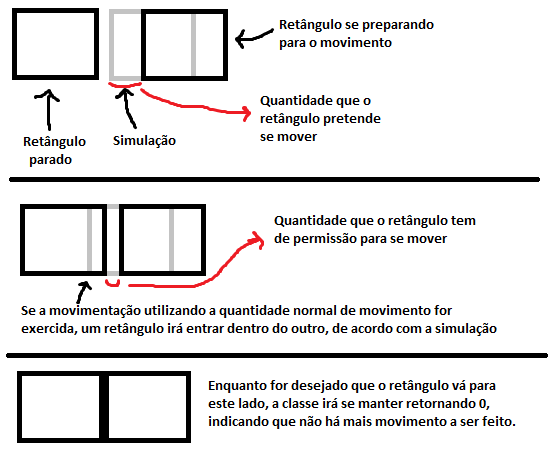 Retângulo se preparando
para o movimento
Quantidade que o
retângulo pretende
se mover
Retângulo
parado
Simulação
Quantidade que o retângulo tem
de permissão para se mover
Se a movimentação utilizando a quantidade normal de movimento for
exercida, um retângulo irá entrar dentro do outro, de acordo com a simulação
Enquanto for desejado que o retângulo vá para
este lado, a classe irá se manter retornando 0,
indicando que não há mais movimento a ser feito.